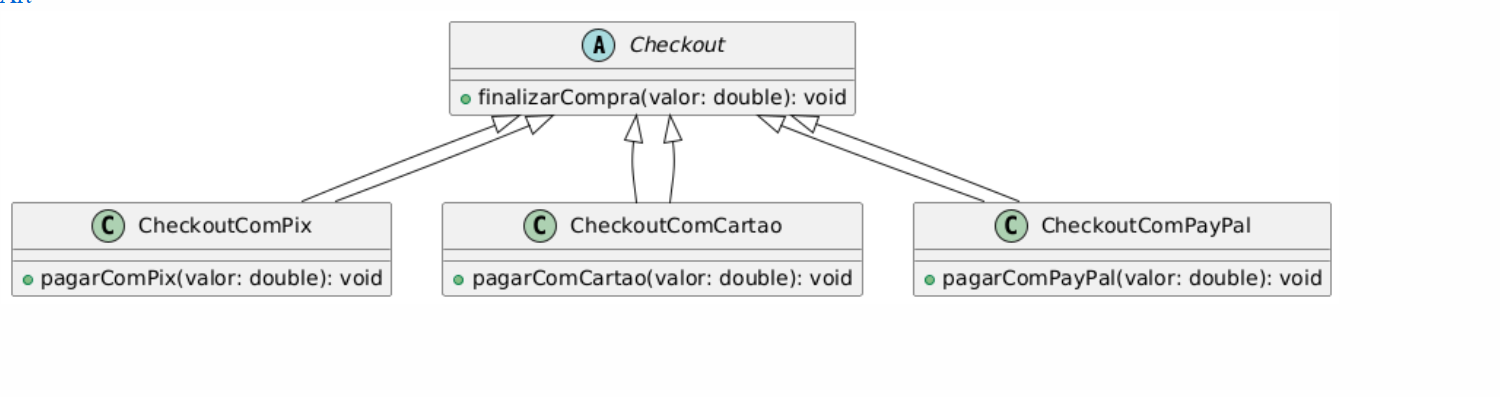 A Checkout
finalizarCompra(valor: double): void
C CheckoutComPix
C CheckoutComCartao
C CheckoutComPayPal
pagarComPix(valor: double): void
pagarComCartao(valor: double): void
pagarComPayPal(valor: double): void